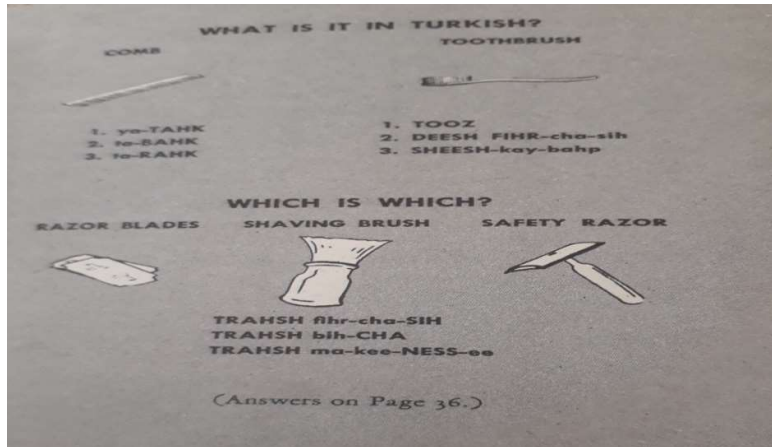 WHAT IS IT IN TURKISH?
COMB TOOTHBRUSH
1. ya-TAHK
2. ta-BAHK
3. ta-RAHK
1. TOOZ
2. DEESH FIHR-cha-sih
3. SHEESH-kay-bahp
WHICH IS WHICH?
RAZOR BLADES SHAVING BRUSH SAFETY RAZOR
TRAHSH fihr-cha-SIH
TRAHSH bih-CHA
TRAHSH ma-kee-NESS-ee
(Answers on Page 36.)